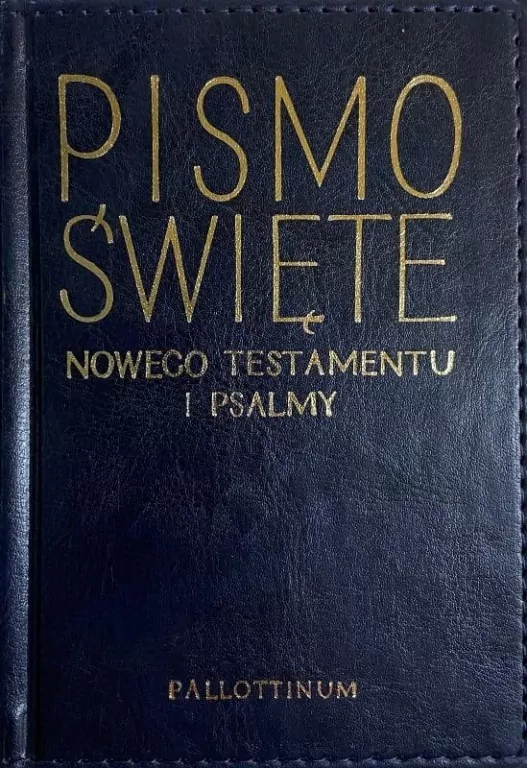 PISMO
ŚWIĘTE
NOWEGO TESTAMENTU
I PSALMY
PALLOTTINUM